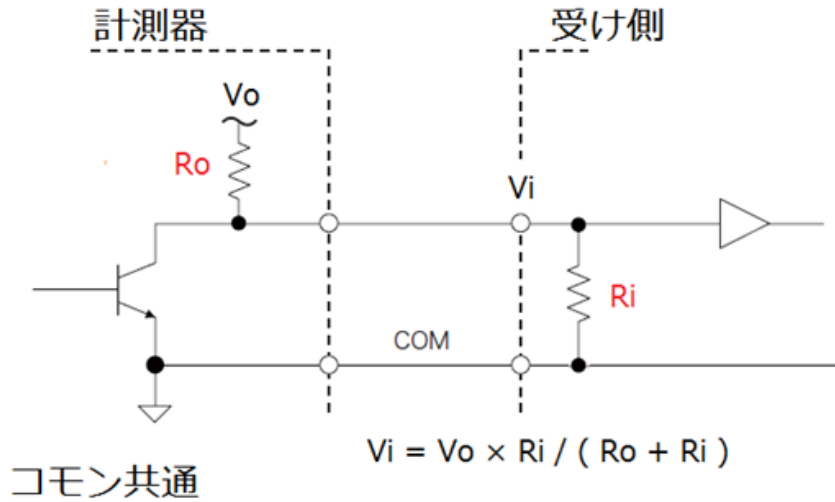 計測器
受け側
Vo
Ro
Vi
Ri
COM
Vi = Vo × Ri / ( Ro + Ri )
コモン共通